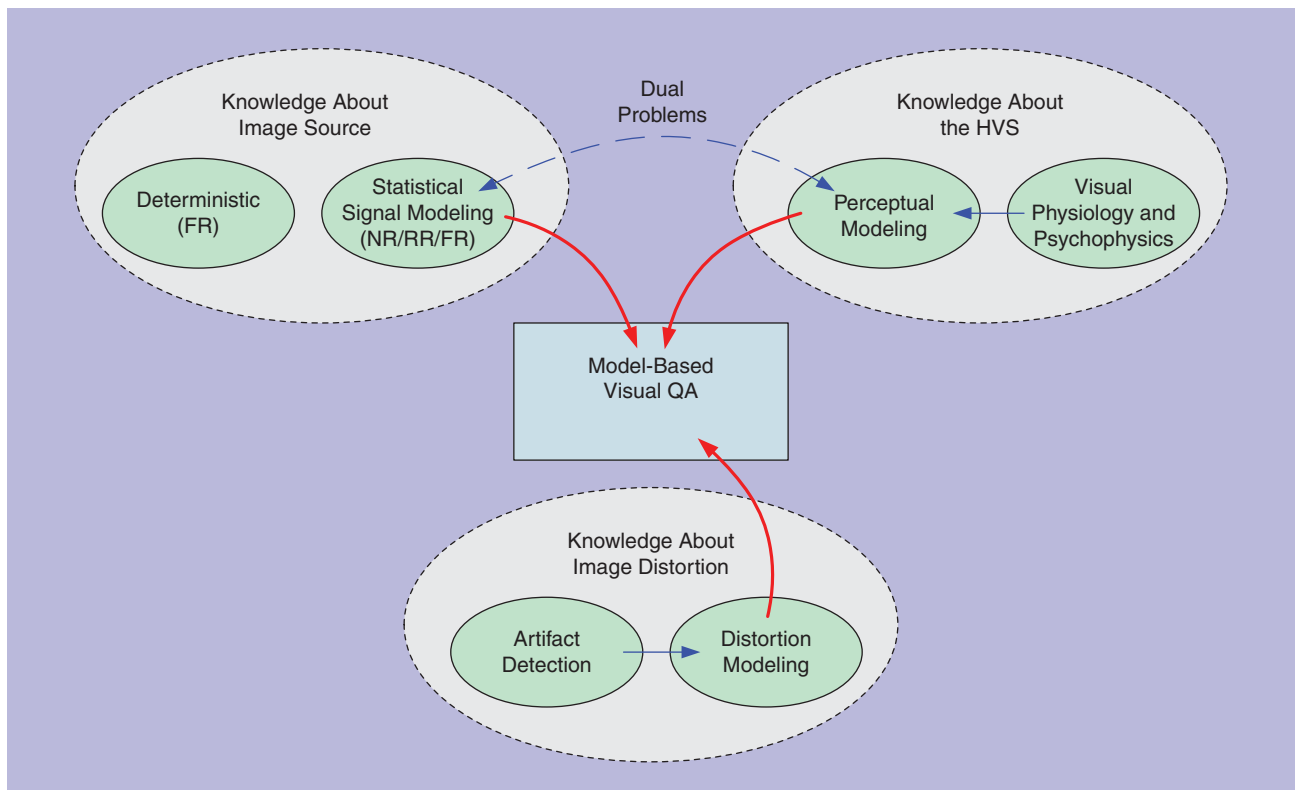 Knowledge About
Image Source
Deterministic
(FR)
Statistical
Signal Modeling
(NR/RR/FR)
Dual
Problems
Knowledge About
the HVS
Perceptual
Modeling
Visual
Physiology and
Psychophysics
Model-Based
Visual QA
Knowledge About
Image Distortion
Artifact
Detection
Distortion
Modeling